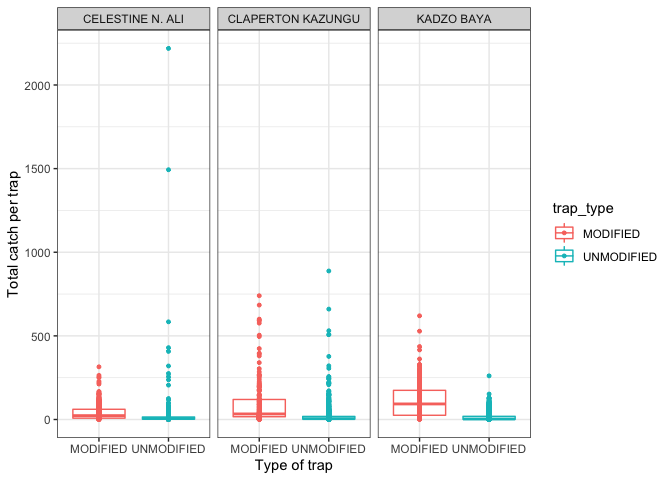 CELESTINE N. ALI
CLAPERTON KAZUNGU
KADZO BAYA
2000
1500
1000
500
0
Total catch per trap
MODIFIED UNMODIFIED
MODIFIED UNMODIFIED
MODIFIED UNMODIFIED
Type of trap
trap_type
MODIFIED
UNMODIFIED